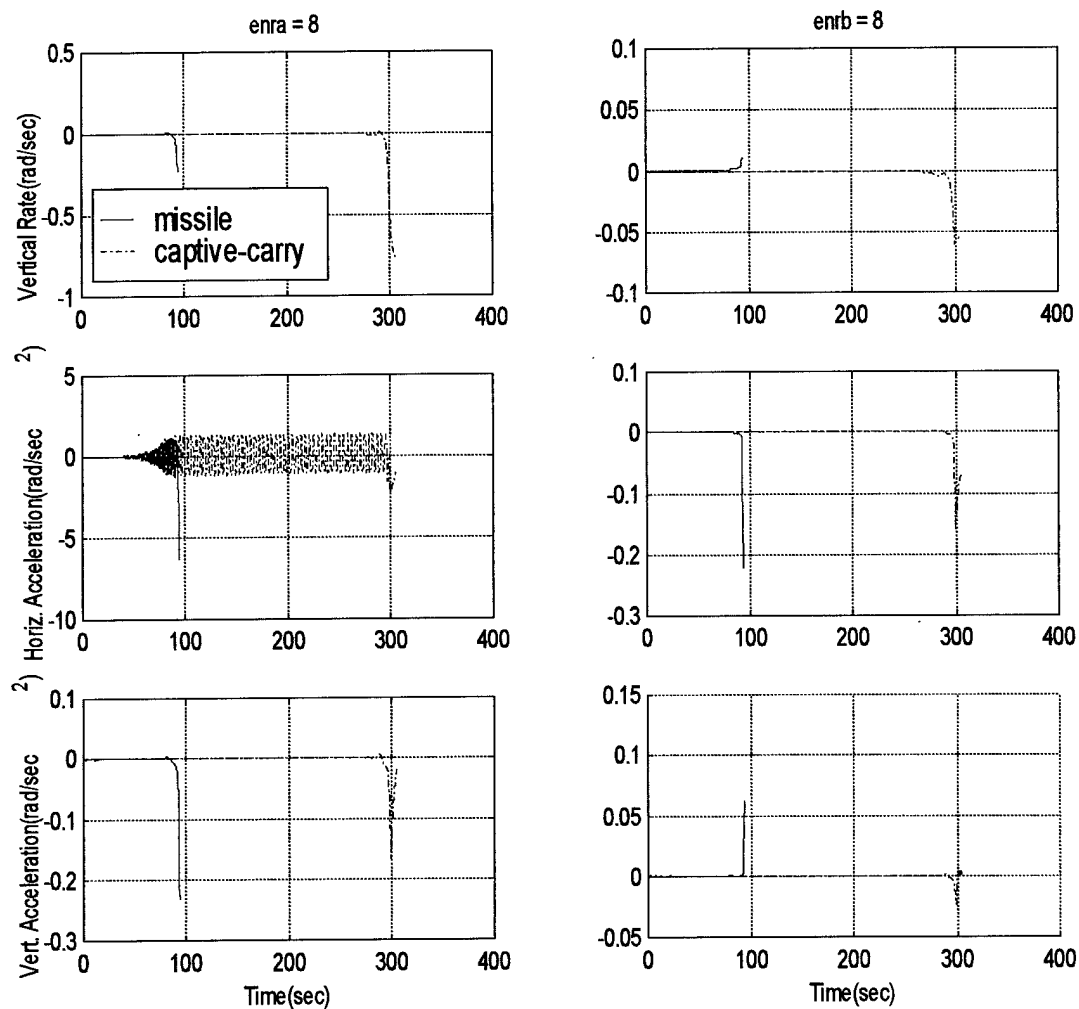 enra = 8
enrb = 8
Vertical Rate(rad/sec)
0.5
0
-0.5
-1
0 100 200 300 400
missile
captive-carry
0.1
0.05
0
-0.05
-0.1
0 100 200 300 400
Horiz. Acceleration(rad/sec 2)
5
0
-5
-10
0 100 200 300 400
0.1
0
-0.1
-0.2
-0.3
0 100 200 300 400
Vert. Acceleration(rad/sec 2)
0.1
0
-0.1
-0.2
-0.3
0 100 200 300 400
Time(sec)
0.15
0.1
0.05
0
-0.05
0 100 200 300 400
Time(sec)